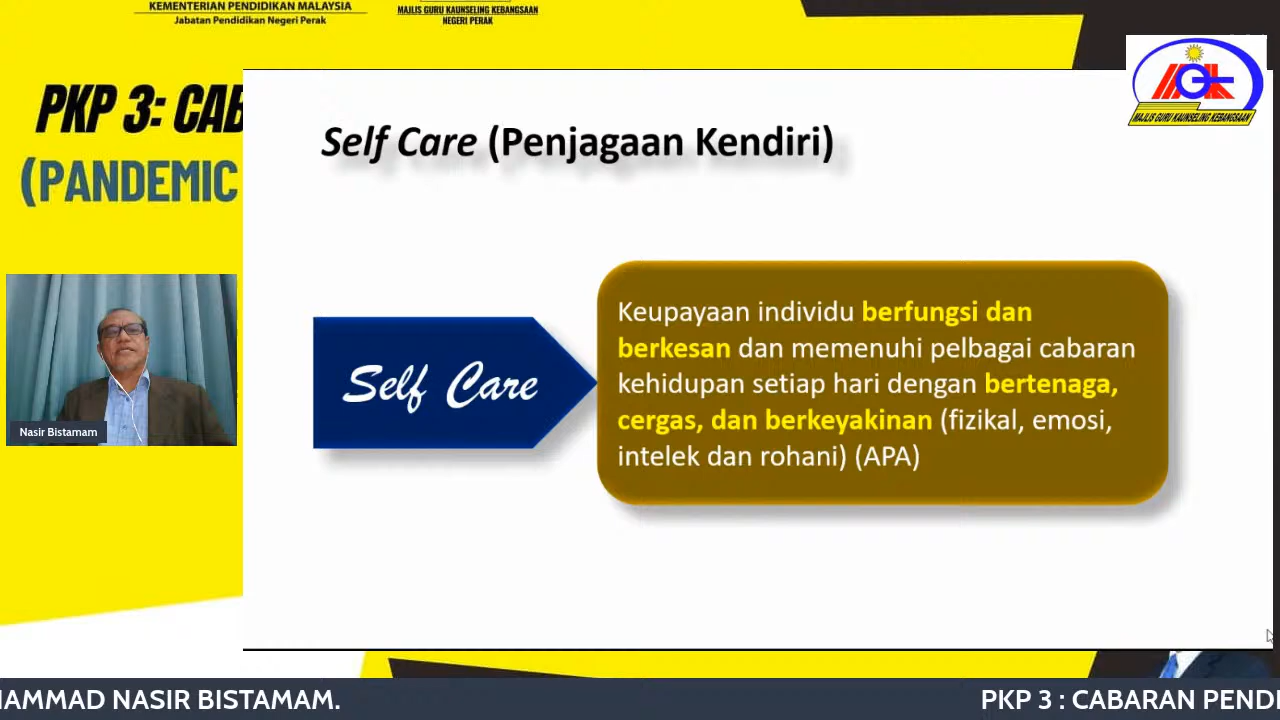 KEMENTERIAN PENDIDIKAN MALAYSIA
Jabatan Pendidikan Negeri Perak
MAJLIS GURU KAUNSELING KEBANGSAAN
NEGERI PERAK
PKP 3: CAB
(PANDEMIC
MAJLIS GURU KAUNSELING KEBANGSAAN
Self Care (Penjagaan Kendiri)
Self Care
Keupayaan individu berfungsi dan
berkesan dan memenuhi pelbagai cabaran
kehidupan setiap hari dengan bertenaga,
cergas, dan berkeyakinan (fizikal, emosi,
intelek dan rohani) (APA)
Nasir Bistamam
HAMMAD NASIR BISTAMAM.
PKP 3 : CABARAN PENDI